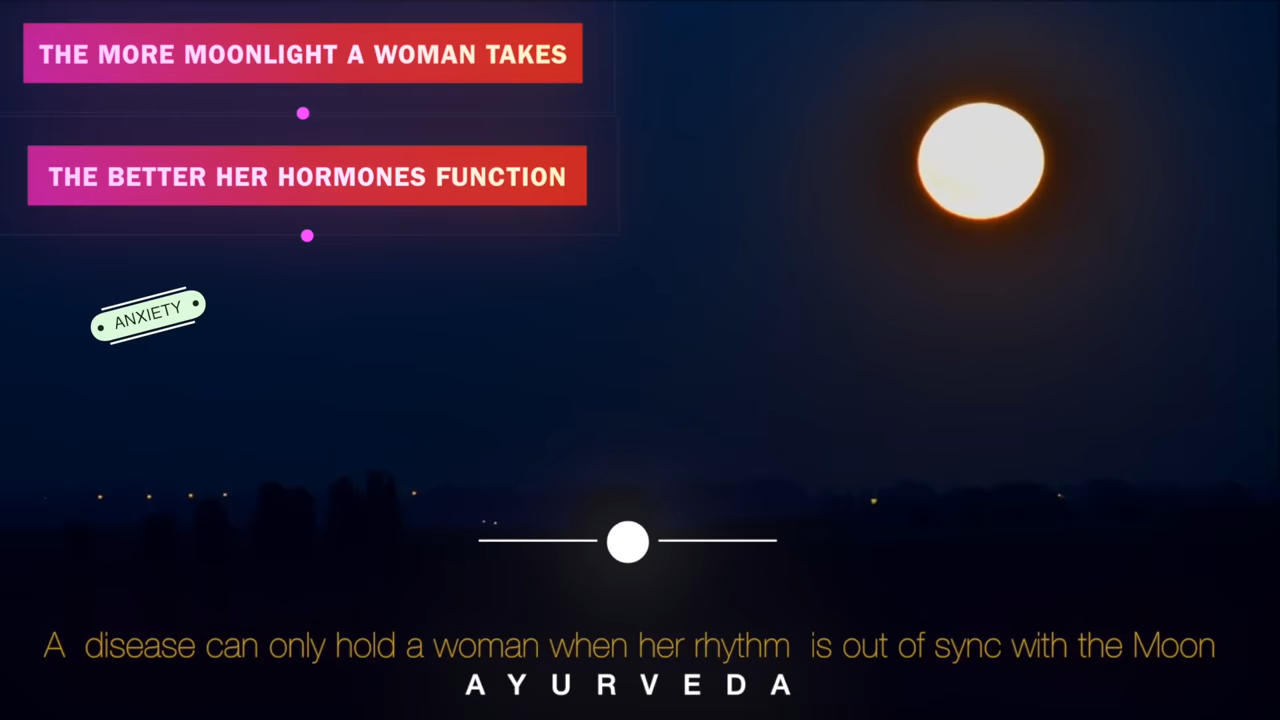 THE MORE MOONLIGHT A WOMAN TAKES
THE BETTER HER HORMONES FUNCTION
ANXIETY
A disease can only hold a woman when her rhythm is out of sync with the Moon
AYURVEDA